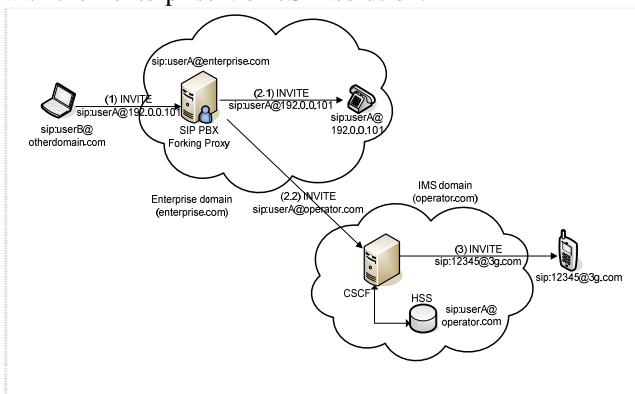 sip:userA@enterprise.com
(1) INVITE
sip:userA@192.0.0.101
sip:userB@
otherdomain.com
SIP PBX
Forking Proxy
(2.1) INVITE
sip:userA@192.0.0.101
sip:userA@
192.0.0.101
Enterprise domain
(enterprise.com)
(2.2) INVITE
sip:userA@operator.com
IMS domain
(operator.com)
(3) INVITE
sip:12345@3g.com
sip:12345@3g.com
CSCF
HSS
sip:userA@
operator.com